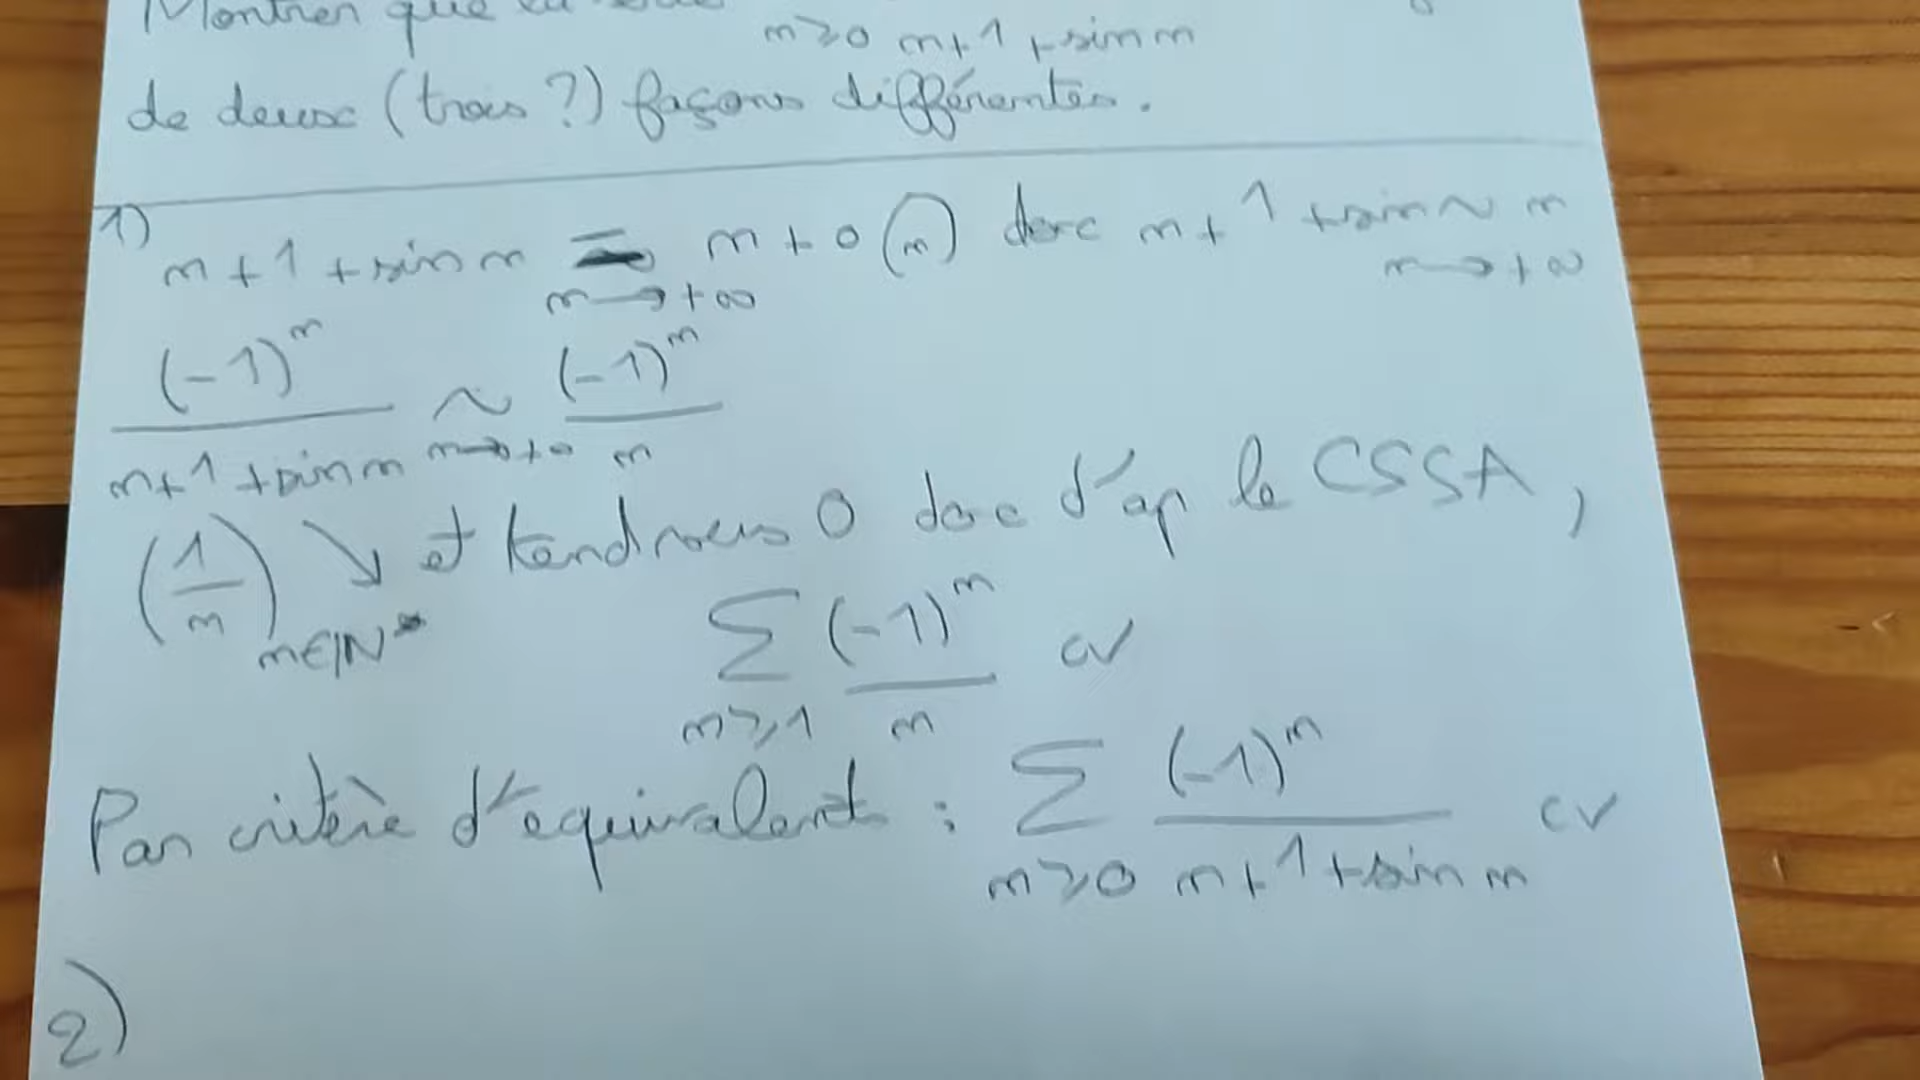 Montrer que la
n≥0 n+1+sin n
de deux (trois ?) façons différentes.
1)
n+1+sin n = n+o(n) donc n+1+sin n ~ n
n→+∞ n→+∞
(-1)^n / (n+1+sin n) ~ n→+∞ (-1)^n / n
(1/n) n∈ℕ* ↘ et tend vers 0 donc d'ap le CSSA,
∑ n≥1 (-1)^n / n cv
Par critère d'équivalent : ∑ n≥0 (-1)^n / (n+1+sin n) cv
2)